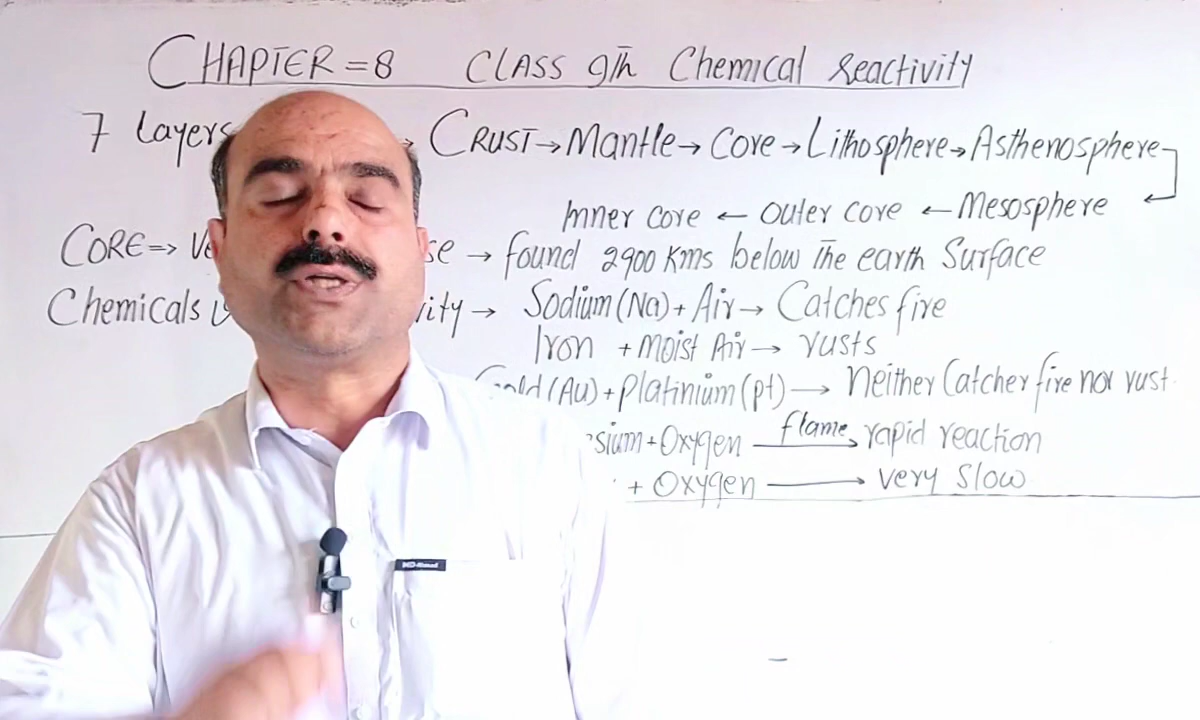 CHAPTER = 8 CLASS 9Th Chemical Reactivity
7 layers → CRUST → Mantle → Core → Lithosphere → Asthenosphere
Inner core ← outer core ← Mesosphere
CORE ⇒ → found 2900 Kms below The earth Surface
Chemicals → Sodium (Na) + Air → Catches fire
Iron + Moist Air → rusts
(Au) + platinium (pt) → Neither Catcher fire nor rust
+ Oxygen flame → rapid reaction
+ Oxygen → very Slow